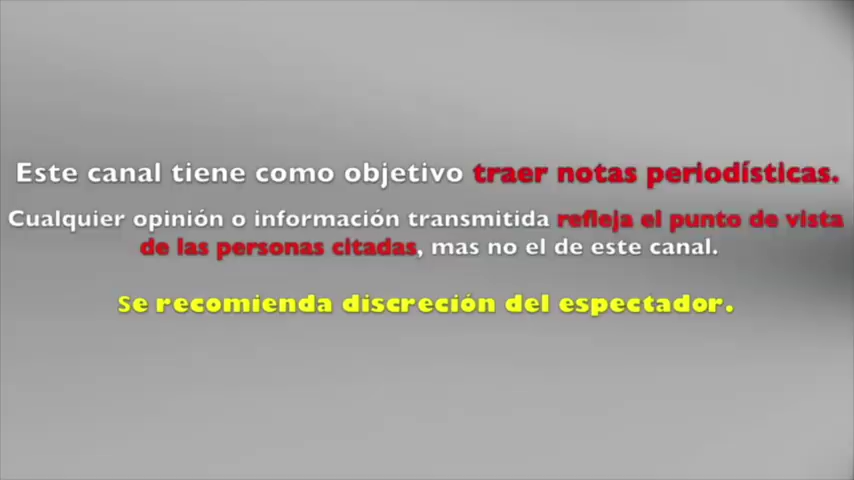 Este canal tiene como objetivo traer notas periodísticas.
Cualquier opinión o información transmitida refleja el punto de vista
de las personas citadas, mas no el de este canal.
Se recomienda discreción del espectador.